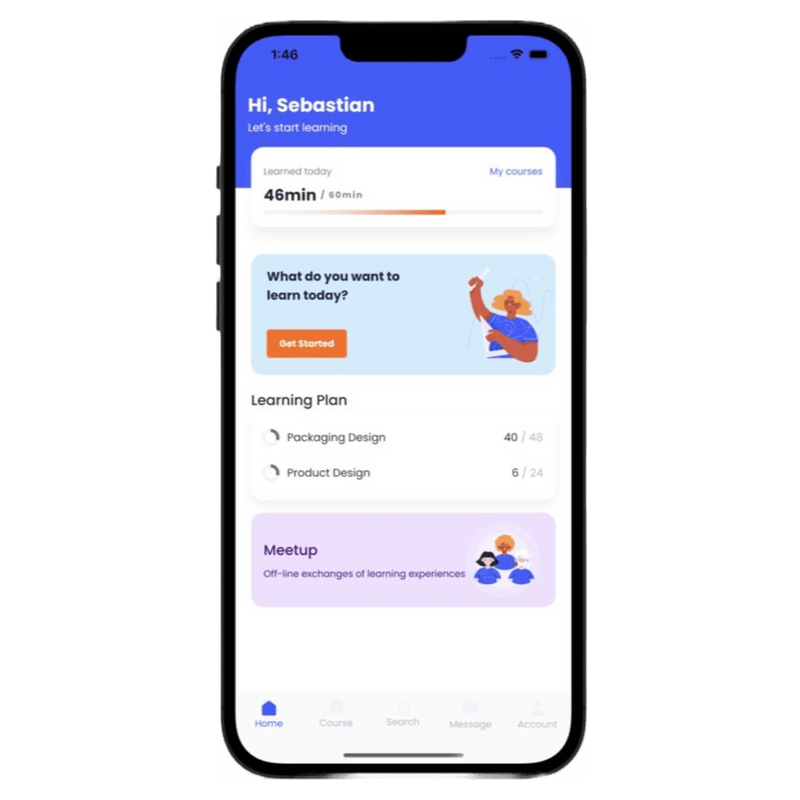 1:46
Hi, Sebastian
Let's start learning
Learned today My courses
46min / 60min
What do you want to
learn today?
Get Started
Learning Plan
Packaging Design 40 / 48
Product Design 6 / 24
Meetup
Off-line exchanges of learning experiences
Home Course Search Message Account